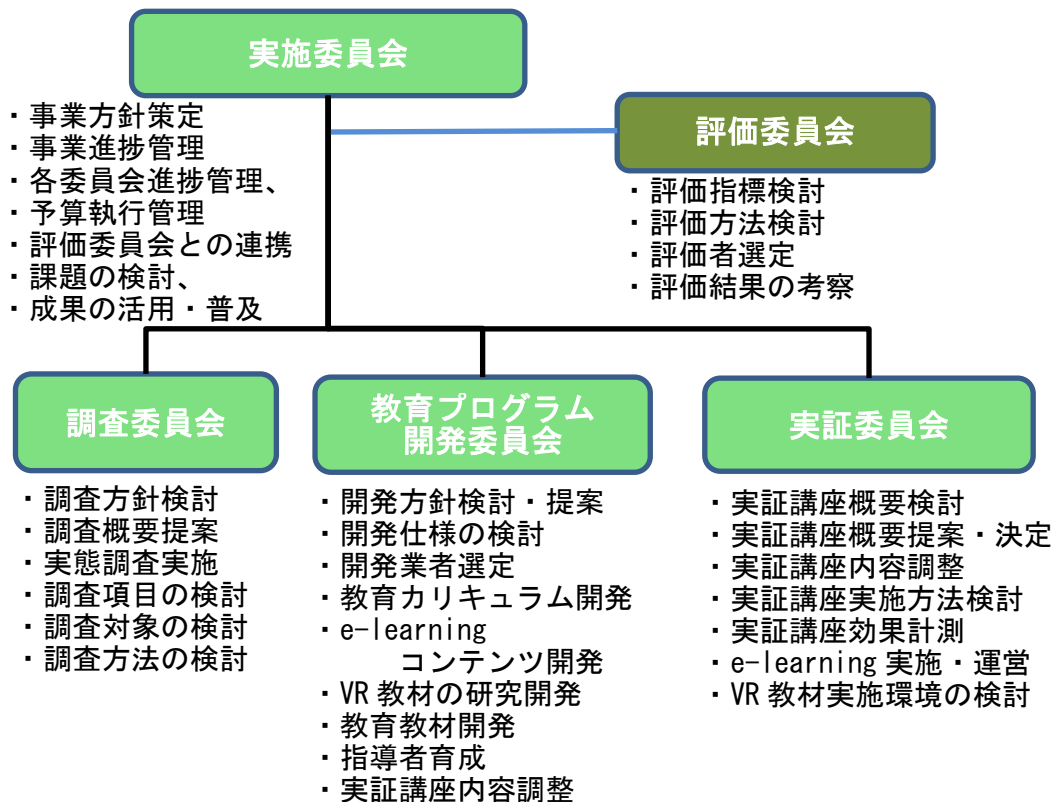 実施委員会
・事業方針策定
・事業進捗管理
・各委員会進捗管理、
・予算執行管理
・評価委員会との連携
・課題の検討、
・成果の活用・普及
評価委員会
・評価指標検討
・評価方法検討
・評価者選定
・評価結果の考察
調査委員会
・調査方針検討
・調査概要提案
・実態調査実施
・調査項目の検討
・調査対象の検討
・調査方法の検討
教育プログラム
開発委員会
・開発方針検討・提案
・開発仕様の検討
・開発業者選定
・教育カリキュラム開発
・e-learning
コンテンツ開発
・VR教材の研究開発
・教育教材開発
・指導者育成
・実証講座内容調整
実証委員会
・実証講座概要検討
・実証講座概要提案・決定
・実証講座内容調整
・実証講座実施方法検討
・実証講座効果計測
・e-learning実施・運営
・VR教材実施環境の検討